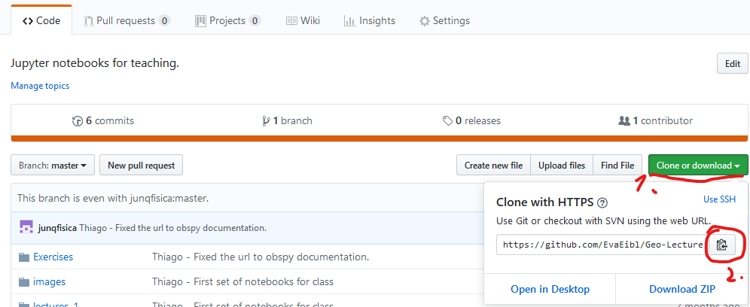 Code Pull requests 0 Projects 0 Wiki Insights Settings
Jupyter notebooks for teaching. Edit
Manage topics
6 commits 1 branch 0 releases 1 contributor
Branch: master New pull request Create new file Upload files Find File Clone or download
1.
This branch is even with junqfisica:master.
Clone with HTTPS Use SSH
Use Git or checkout with SVN using the web URL.
junqfisica Thiago - Fixed the url to obspy documentation.
https://github.com/EvaEibl/Geo-Lecture
Exercises Thiago - Fixed the url to obspy documentation.
2.
images Thiago - First set of notebooks for class
Open in Desktop Download ZIP
lectures_1 Thiago - First set of notebooks for class